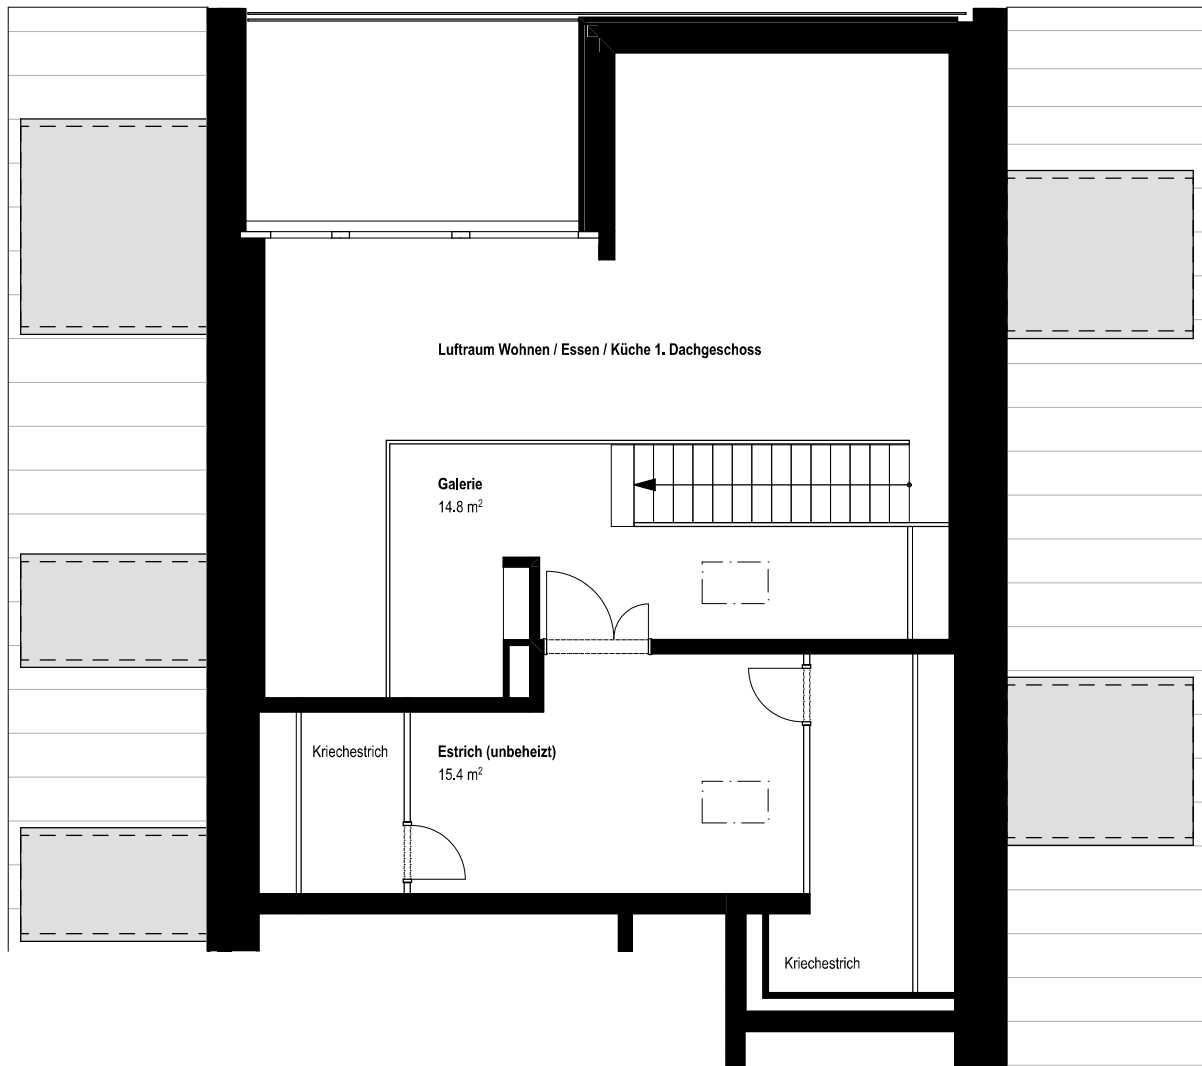 Luftraum Wohnen / Essen / Küche 1. Dachgeschoss
Galerie
14.8 m²
Kriechestrich
Estrich (unbeheizt)
15.4 m²
Kriechestrich